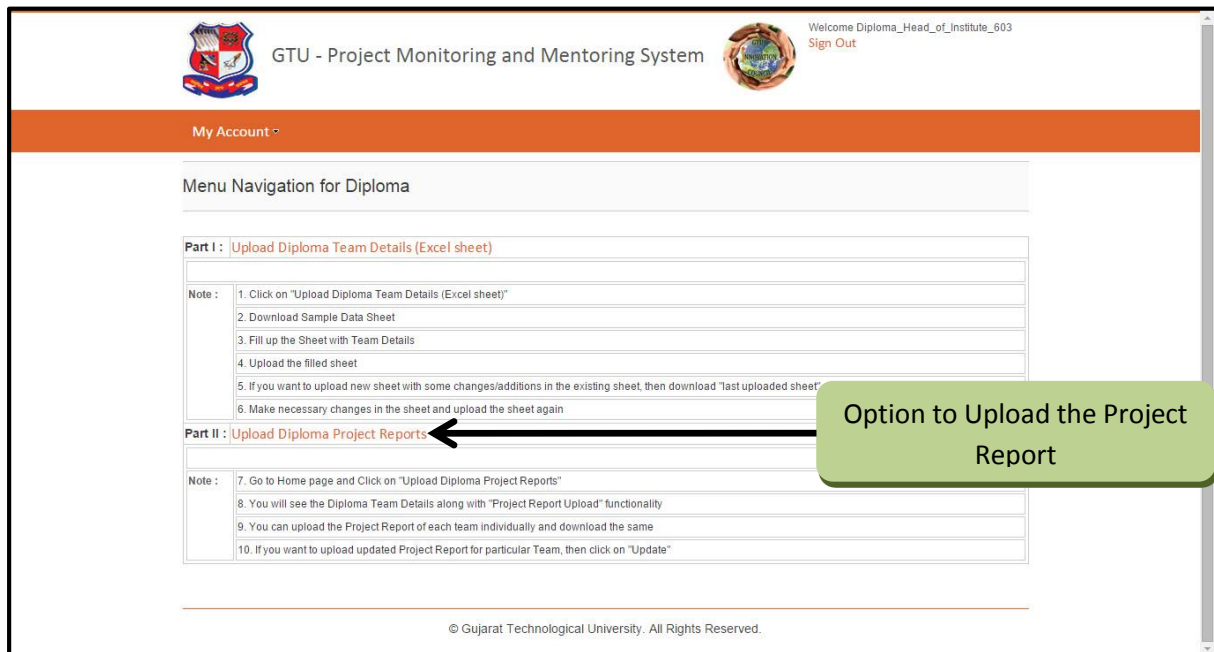 Welcome Diploma_Head_of_Institute_603
Sign Out
GTU - Project Monitoring and Mentoring System
My Account
Menu Navigation for Diploma
Part I : Upload Diploma Team Details (Excel sheet)
Note : 1. Click on "Upload Diploma Team Details (Excel sheet)"
2. Download Sample Data Sheet
3. Fill up the Sheet with Team Details
4. Upload the filled sheet
5. If you want to upload new sheet with some changes/additions in the existing sheet, then download "last uploaded sheet"
6. Make necessary changes in the sheet and upload the sheet again
Option to Upload the Project
Report
Part II : Upload Diploma Project Reports
Note : 7. Go to Home page and Click on "Upload Diploma Project Reports"
8. You will see the Diploma Team Details along with "Project Report Upload" functionality
9. You can upload the Project Report of each team individually and download the same
10. If you want to upload updated Project Report for particular Team, then click on "Update"
© Gujarat Technological University. All Rights Reserved.